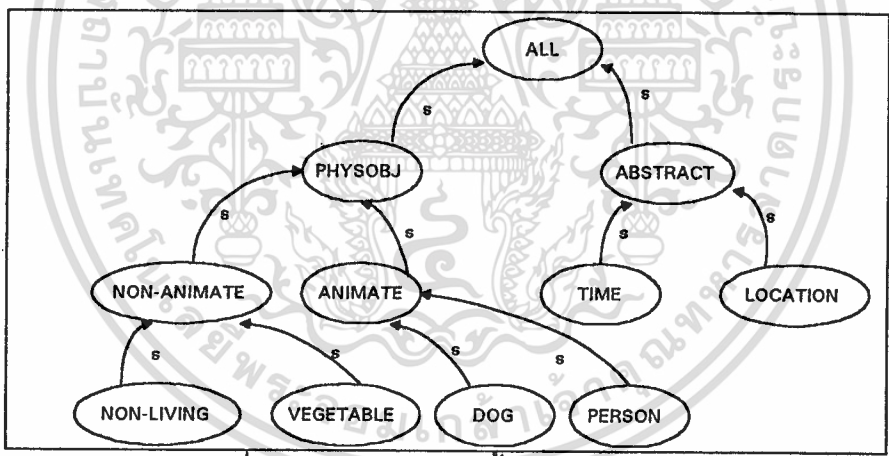 ALL
s
s
PHYSOBJ
ABSTRACT
s
s
s
s
NON-ANIMATE
ANIMATE
TIME
LOCATION
s
s
s
s
NON-LIVING
VEGETABLE
DOG
PERSON